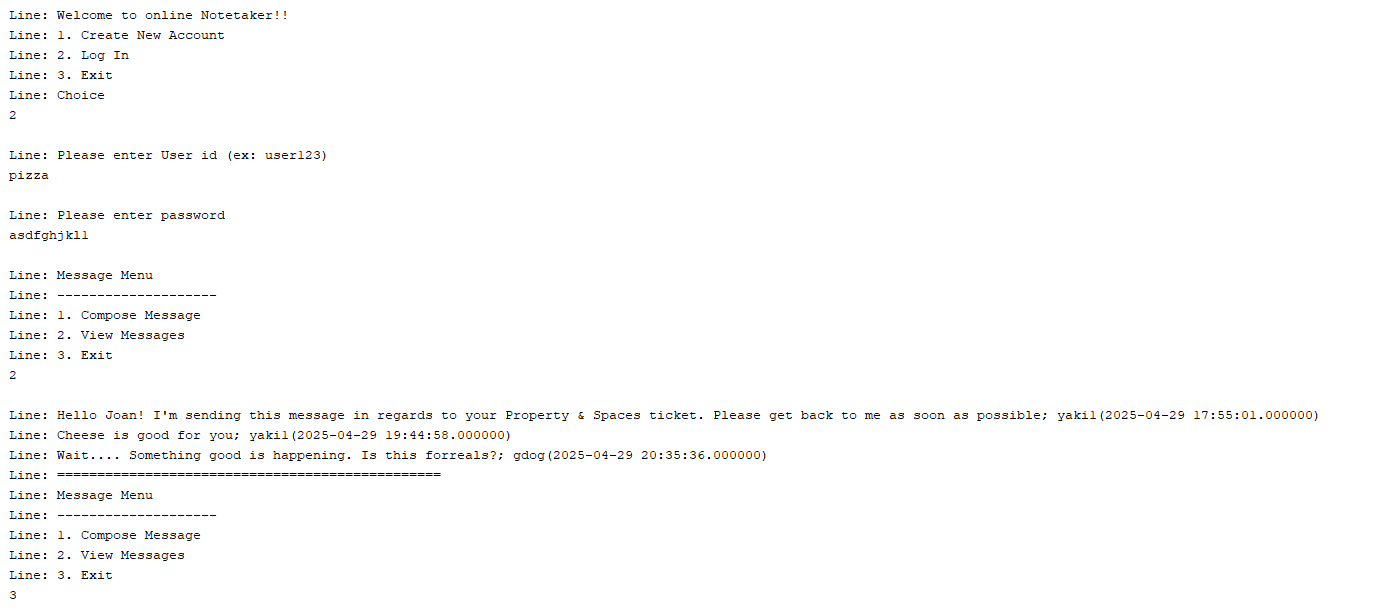 Line: Welcome to online Notetaker!!
Line: 1. Create New Account
Line: 2. Log In
Line: 3. Exit
Line: Choice
2
Line: Please enter User id (ex: user123)
pizza
Line: Please enter password
asdfghjkll
Line: Message Menu
Line: --------------------
Line: 1. Compose Message
Line: 2. View Messages
Line: 3. Exit
2
Line: Hello Joan! I'm sending this message in regards to your Property & Spaces ticket. Please get back to me as soon as possible; yakil(2025-04-29 17:55:01.000000)
Line: Cheese is good for you; yakil(2025-04-29 19:44:58.000000)
Line: Wait.... Something good is happening. Is this forreals?; gdog(2025-04-29 20:35:36.000000)
Line: ================================================
Line: Message Menu
Line: --------------------
Line: 1. Compose Message
Line: 2. View Messages
Line: 3. Exit
3